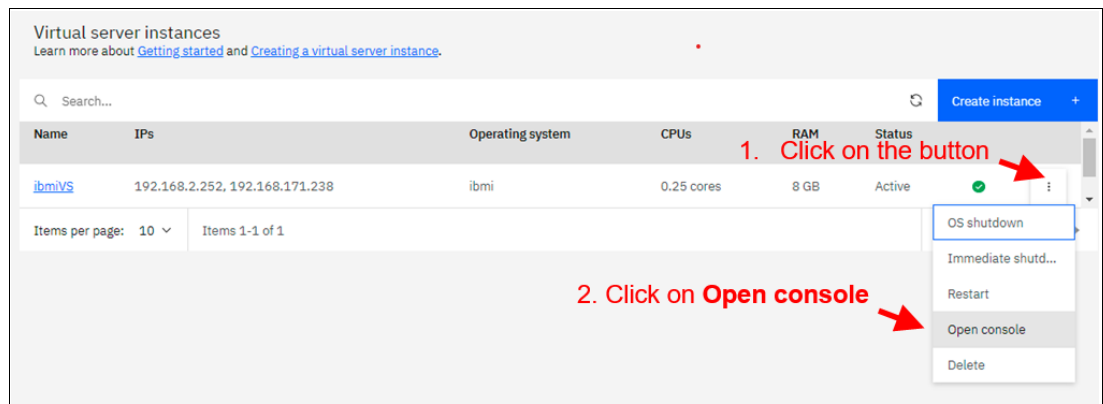 Virtual server instances
Learn more about Getting started and Creating a virtual server instance.
Search...
Create instance +
Name IPs Operating system CPUs RAM Status
1. Click on the button
ibmiVS 192.168.2.252, 192.168.171.238 ibmi 0.25 cores 8 GB Active
Items per page: 10 Items 1-1 of 1
OS shutdown
Immediate shutd...
2. Click on Open console
Restart
Open console
Delete